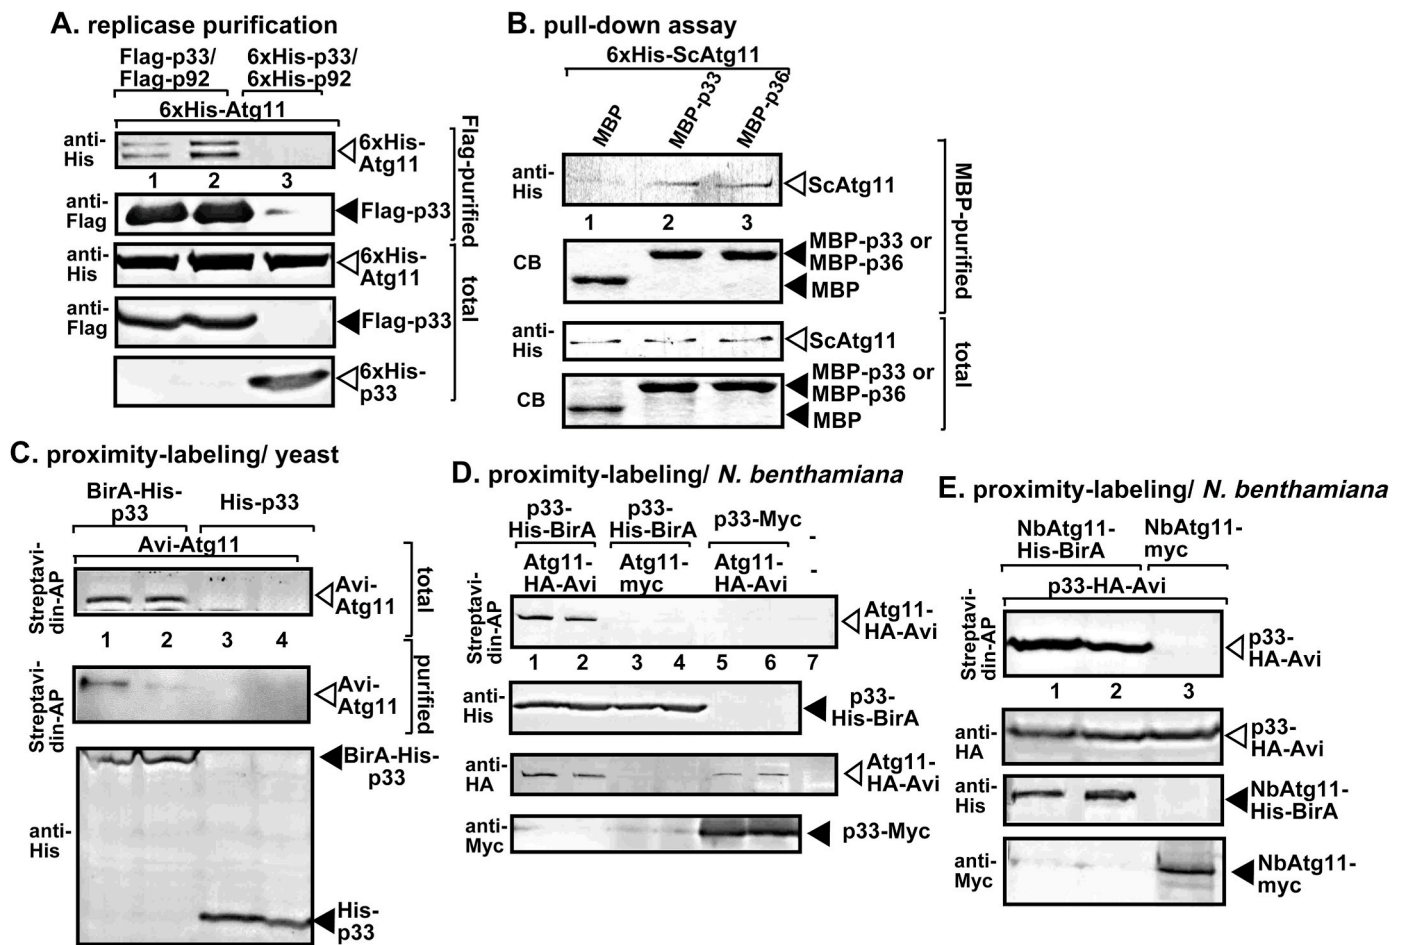 A. replicase purification
Flag-p33/
Flag-p92
6xHis-p33/
6xHis-p92
6xHis-Atg11
anti-
His
6xHis-
Atg11
1 2 3
anti-
Flag
Flag-p33
Flag-purified
anti-
His
6xHis-
Atg11
anti-
Flag
Flag-p33
6xHis-
p33
total
B. pull-down assay
6xHis-ScAtg11
MBP
MBP-p33
MBP-p36
anti-
His
ScAtg11
1 2 3
CB
MBP-p33 or
MBP-p36
MBP
MBP-purified
anti-
His
ScAtg11
CB
MBP-p33 or
MBP-p36
MBP
total
C. proximity-labeling/ yeast
BirA-His-
p33
His-p33
Avi-Atg11
Streptavi-
din-AP
Avi-
Atg11
total
1 2 3 4
Streptavi-
din-AP
Avi-
Atg11
purified
anti-
His
BirA-His-
p33
His-
p33
D. proximity-labeling/ N. benthamiana
p33-
His-BirA
p33-
His-BirA
p33-Myc
-
Atg11-
HA-Avi
Atg11-
myc
Atg11-
HA-Avi
-
Streptavi-
din-AP
Atg11-
HA-Avi
1 2 3 4 5 6 7
anti-
His
p33-
His-BirA
anti-
HA
Atg11-
HA-Avi
anti-
Myc
p33-Myc
E. proximity-labeling/ N. benthamiana
NbAtg11-
His-BirA
NbAtg11-
myc
p33-HA-Avi
Streptavi-
din-AP
p33-
HA-Avi
1 2 3
anti-
HA
p33-
HA-Avi
anti-
His
NbAtg11-
His-BirA
anti-
Myc
NbAtg11-
myc